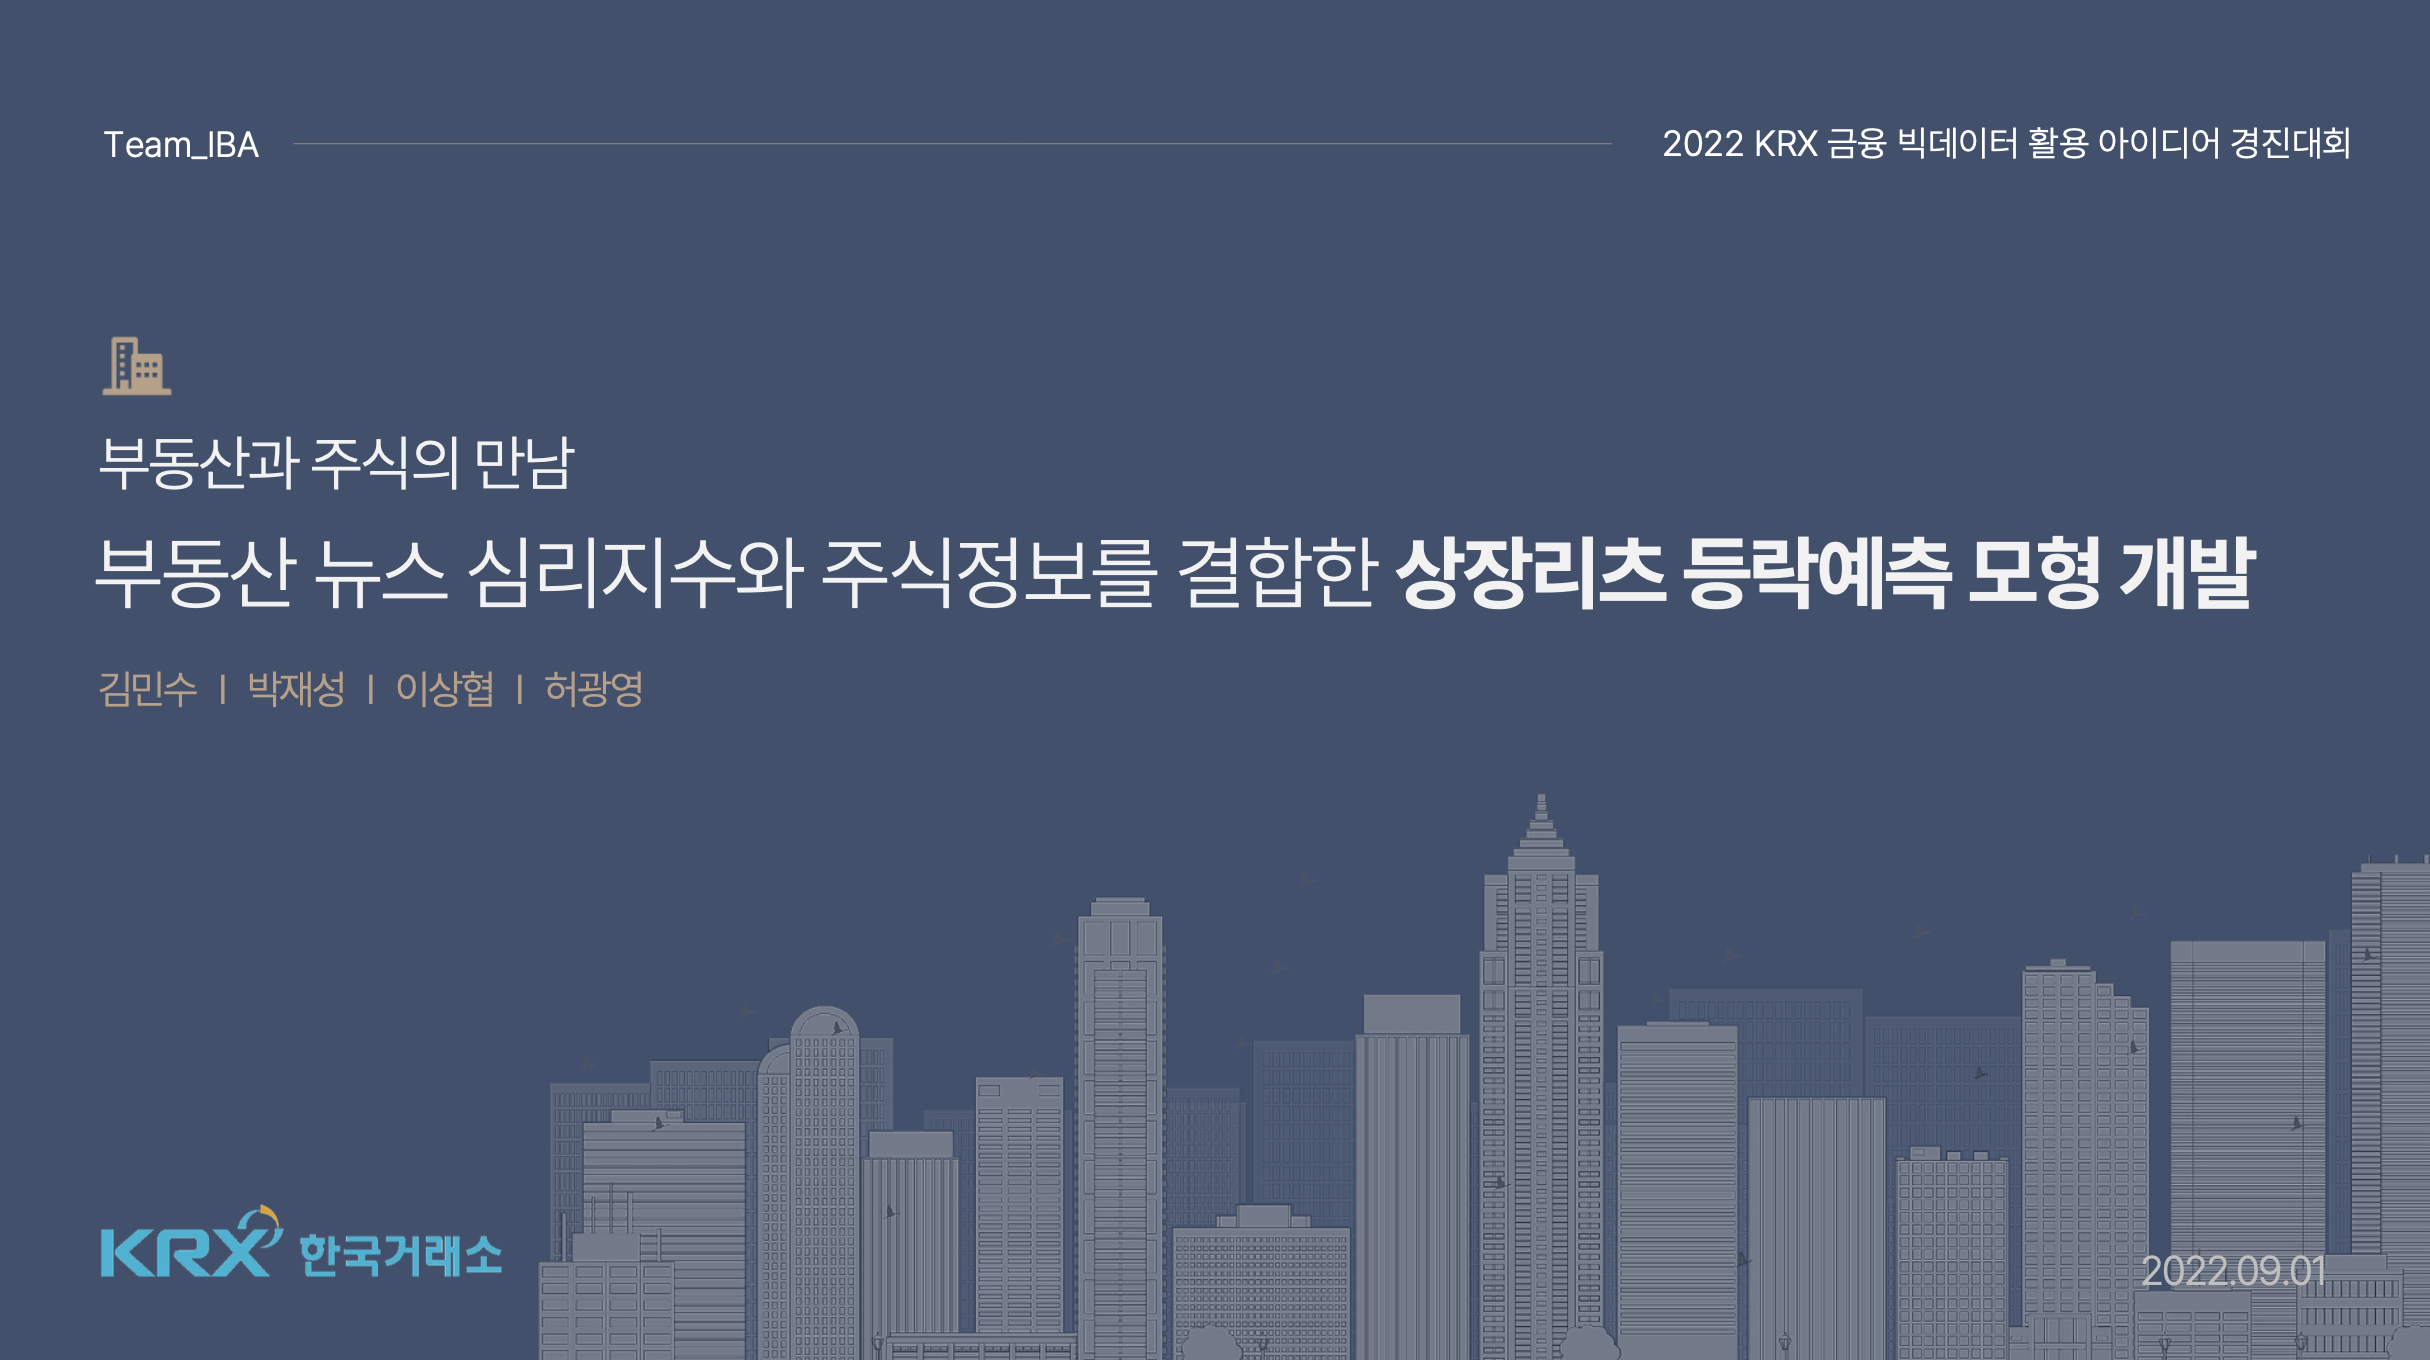 Team_IBA
2022 KRX 금융 빅데이터 활용 아이디어 경진대회
부동산과 주식의 만남
부동산 뉴스 심리지수와 주식정보를 결합한 상장리츠 등락예측 모형 개발
김민수 | 박재성 | 이상협 | 허광영
KRX 한국거래소
2022.09.01